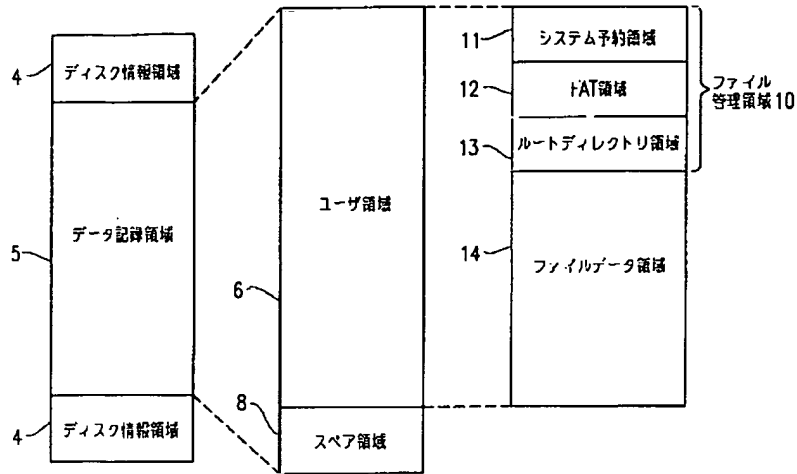 4
ディスク情報領域
5
データ記録領域
4
ディスク情報領域
6
ユーザ領域
8
スペア領域
11
システム予約領域
12
FAT領域
13
ルートディレクトリ領域
14
ファイルデータ領域
ファイル
管理領域10